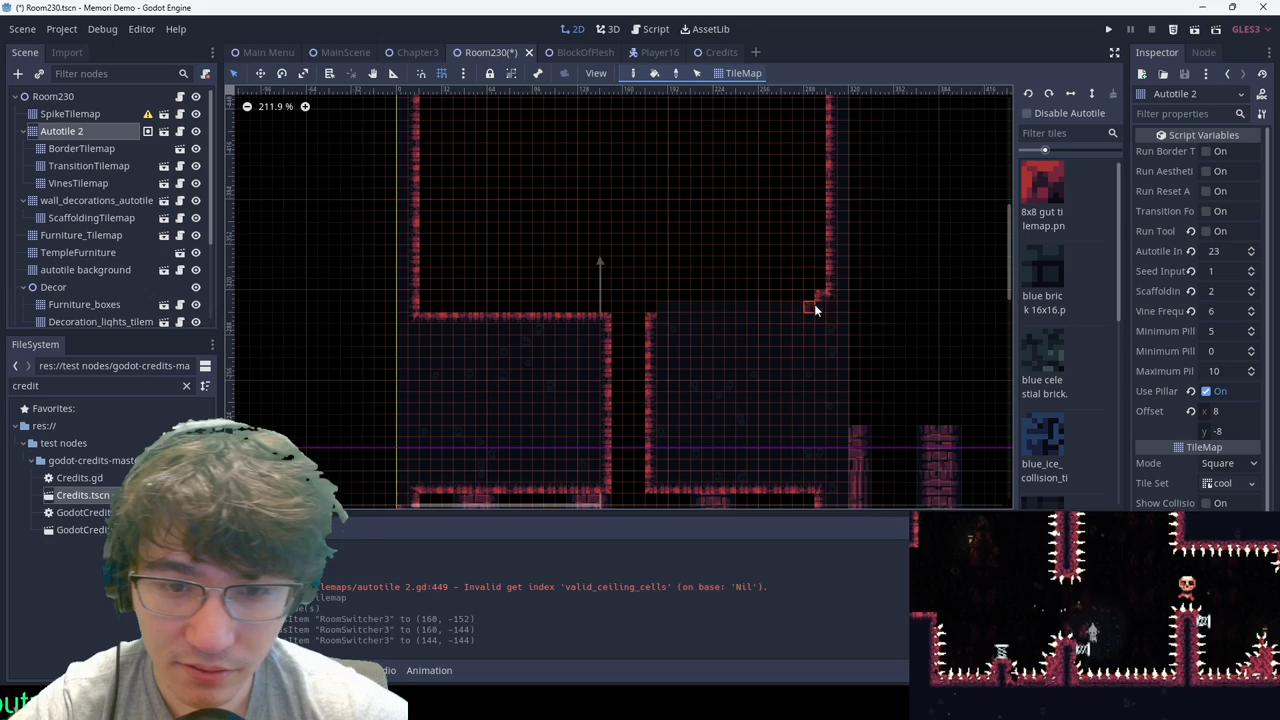 (*) Room230.tscn - Memori Demo - Godot Engine
Scene Project Debug Editor Help
2D 3D Script AssetLib
GLES3
Scene Import
Main Menu MainScene Chapter3 Room230(*) BlockOfFlesh Player16 Credits
Inspector Node
Filter nodes
View TileMap
Room230
SpikeTilemap
Autotile 2
BorderTilemap
TransitionTilemap
VinesTilemap
wall_decorations_autotile
ScaffoldingTilemap
Furniture_Tilemap
TempleFurniture
autotile background
Decor
Furniture_boxes
Decoration_lights_tilem
211.9 %
Disable Autotile
Filter tiles
8x8 gut ti
lemap.pn
blue bric
k 16x16.p
blue cele
stial brick.
blue_ice_
collision_ti
Autotile 2
Filter properties
Script Variables
Run Border T On
Run Aestheti On
Run Reset A On
Transition Fo On
Run Tool On
Autotile In 23
Seed Input 1
Scaffoldin 2
Vine Frequ 6
Minimum Pill 5
Minimum Pil 0
Maximum Pil 10
Use Pillar On
Offset x 8
y -8
TileMap
Mode Square
Tile Set cool
Show Collisio On
FileSystem
res://test nodes/godot-credits-ma
credit
Favorites:
res://
test nodes
godot-credits-mast
Credits.gd
Credits.tscn
GodotCredi
GodotCredi
lemaps/autotile 2.gd:449 - Invalid get index 'valid_ceiling_cells' (on base: 'Nil').
ilemap
(s)
Item "RoomSwitcher3" to (160, -152)
Item "RoomSwitcher3" to (160, -144)
Item "RoomSwitcher3" to (144, -144)
dio Animation